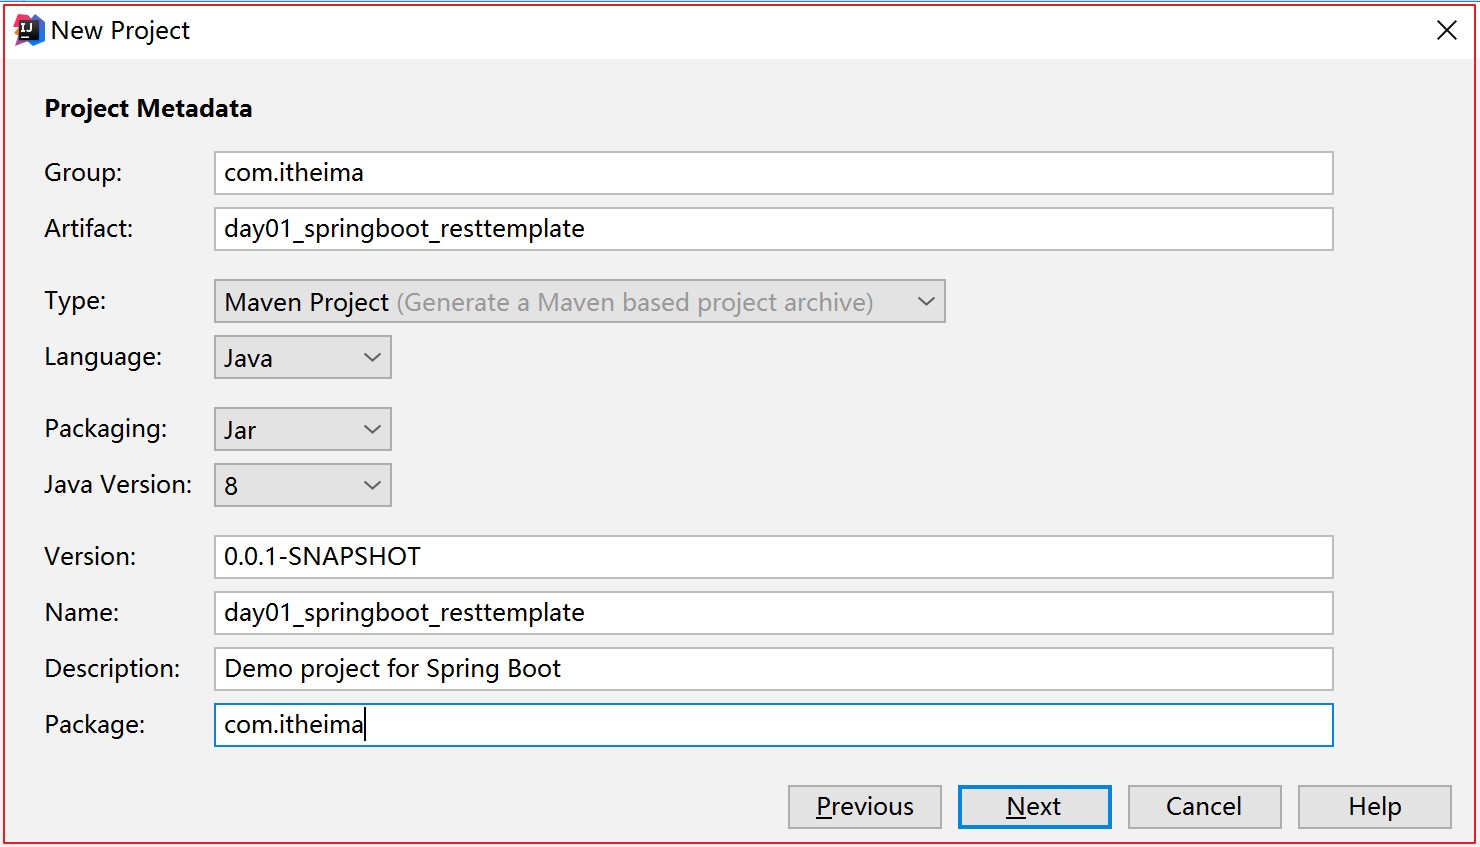 IJ
New Project
Project Metadata
Group: com.itheima
Artifact: day01_springboot_resttemplate
Type: Maven Project (Generate a Maven based project archive)
Language: Java
Packaging: Jar
Java Version: 8
Version: 0.0.1-SNAPSHOT
Name: day01_springboot_resttemplate
Description: Demo project for Spring Boot
Package: com.itheima
Previous Next Cancel Help